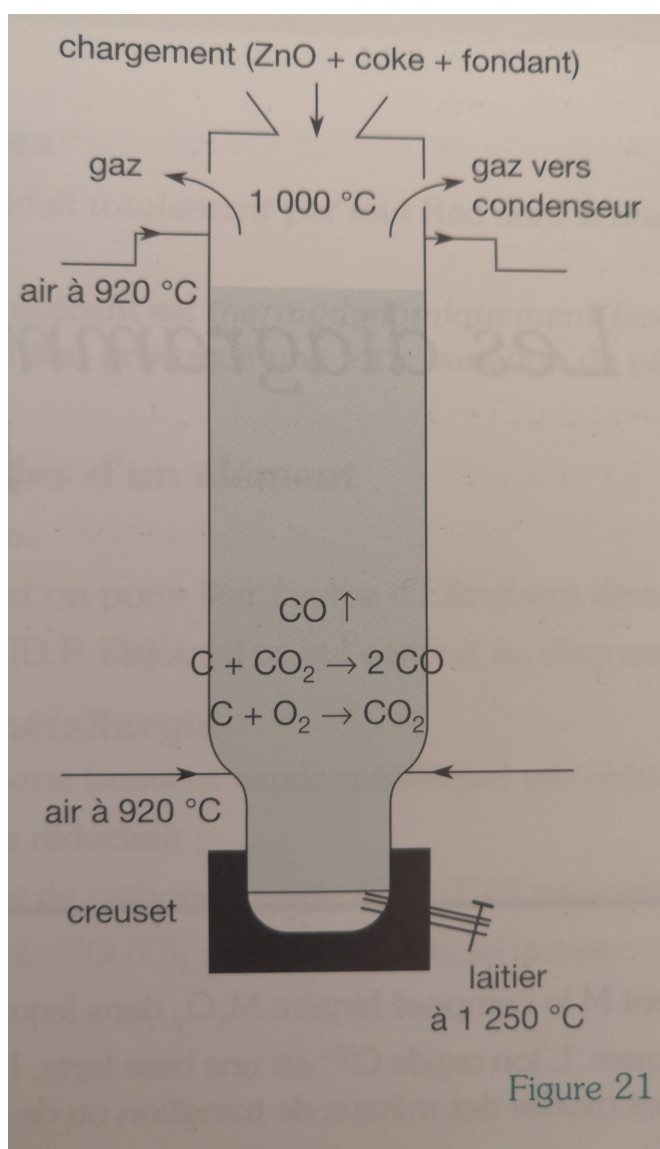 chargement (ZnO + coke + fondant)
gaz
1 000 °C
gaz vers
condenseur
air à 920 °C
CO ↑
C + CO₂ → 2 CO
C + O₂ → CO₂
air à 920 °C
creuset
laitier
à 1 250 °C
Figure 21